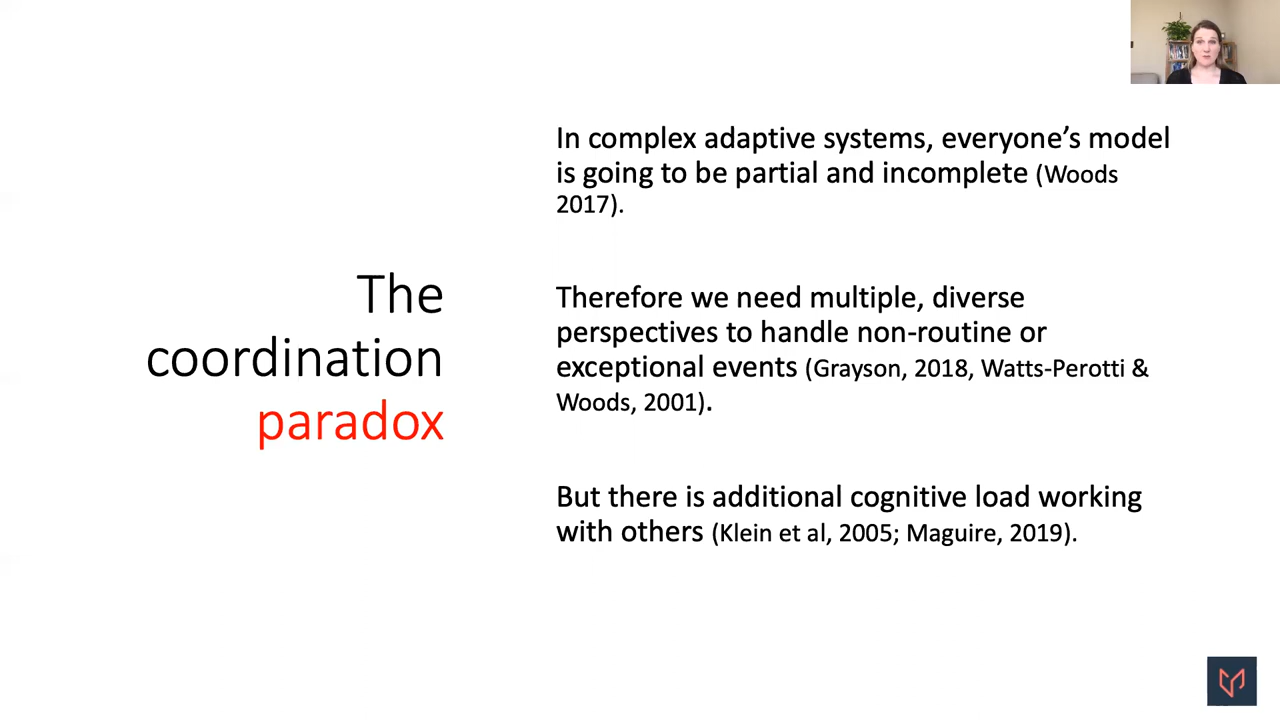 The
coordination
paradox
In complex adaptive systems, everyone’s model
is going to be partial and incomplete (Woods
2017).
Therefore we need multiple, diverse
perspectives to handle non-routine or
exceptional events (Grayson, 2018, Watts-Perotti &
Woods, 2001).
But there is additional cognitive load working
with others (Klein et al, 2005; Maguire, 2019).